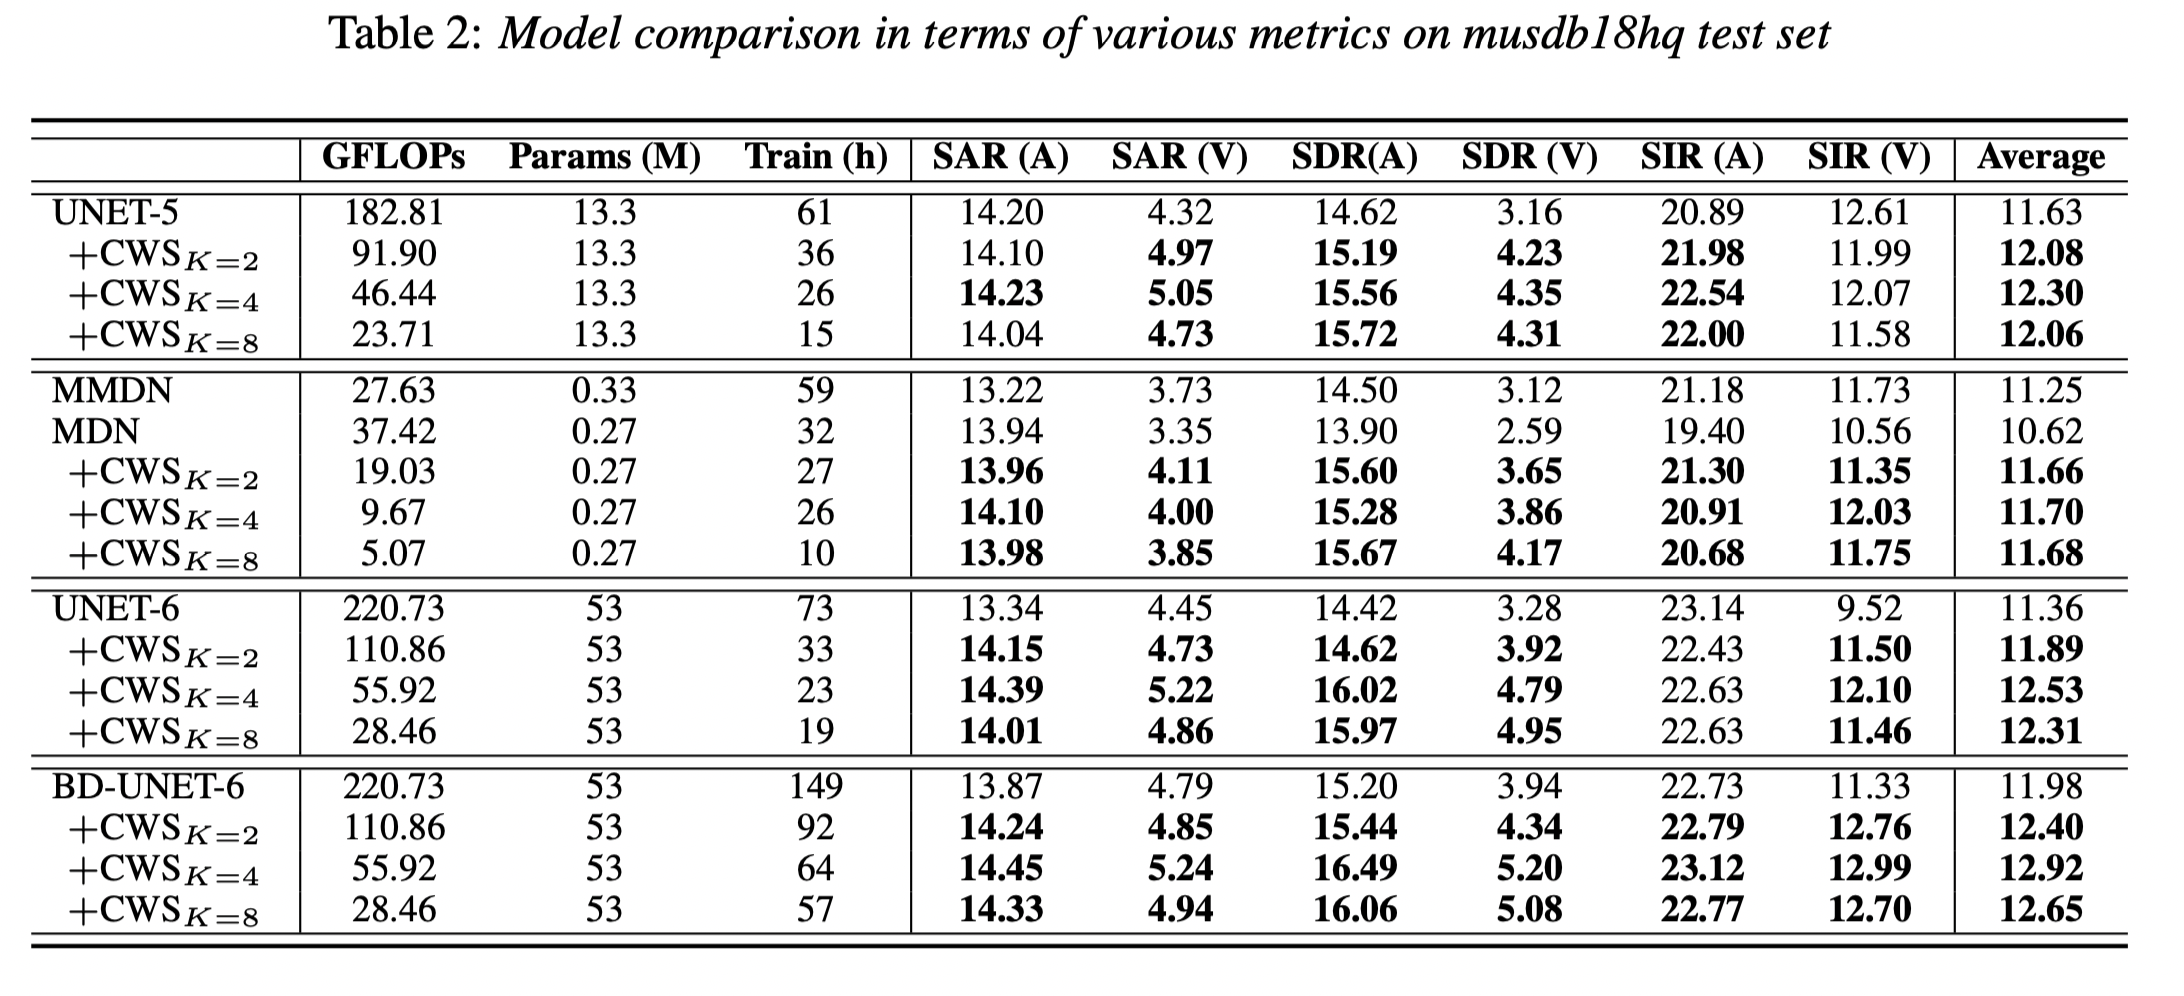 Table 2: Model comparison in terms of various metrics on musdb18hq test set
GFLOPs Params (M) Train (h) SAR (A) SAR (V) SDR(A) SDR (V) SIR (A) SIR (V) Average
UNET-5 182.81 13.3 61 14.20 4.32 14.62 3.16 20.89 12.61 11.63
+CWS K=2 91.90 13.3 36 14.10 4.97 15.19 4.23 21.98 11.99 12.08
+CWS K=4 46.44 13.3 26 14.23 5.05 15.56 4.35 22.54 12.07 12.30
+CWS K=8 23.71 13.3 15 14.04 4.73 15.72 4.31 22.00 11.58 12.06
MMDN 27.63 0.33 59 13.22 3.73 14.50 3.12 21.18 11.73 11.25
MDN 37.42 0.27 32 13.94 3.35 13.90 2.59 19.40 10.56 10.62
+CWS K=2 19.03 0.27 27 13.96 4.11 15.60 3.65 21.30 11.35 11.66
+CWS K=4 9.67 0.27 26 14.10 4.00 15.28 3.86 20.91 12.03 11.70
+CWS K=8 5.07 0.27 10 13.98 3.85 15.67 4.17 20.68 11.75 11.68
UNET-6 220.73 53 73 13.34 4.45 14.42 3.28 23.14 9.52 11.36
+CWS K=2 110.86 53 33 14.15 4.73 14.62 3.92 22.43 11.50 11.89
+CWS K=4 55.92 53 23 14.39 5.22 16.02 4.79 22.63 12.10 12.53
+CWS K=8 28.46 53 19 14.01 4.86 15.97 4.95 22.63 11.46 12.31
BD-UNET-6 220.73 53 149 13.87 4.79 15.20 3.94 22.73 11.33 11.98
+CWS K=2 110.86 53 92 14.24 4.85 15.44 4.34 22.79 12.76 12.40
+CWS K=4 55.92 53 64 14.45 5.24 16.49 5.20 23.12 12.99 12.92
+CWS K=8 28.46 53 57 14.33 4.94 16.06 5.08 22.77 12.70 12.65